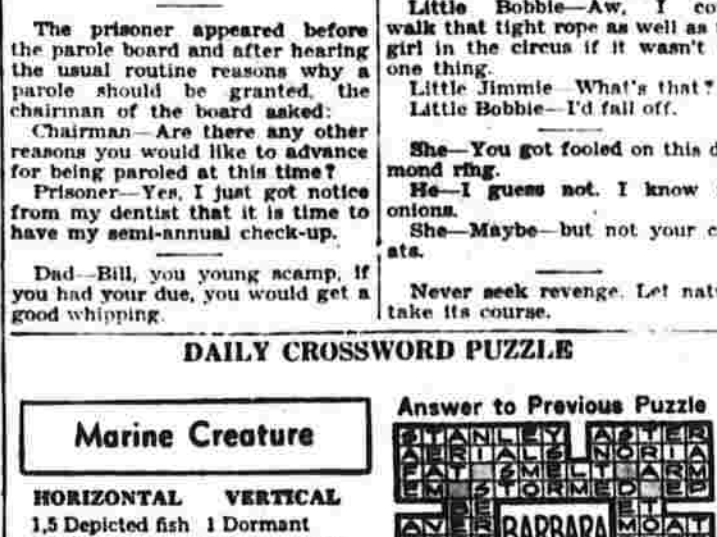 The prisoner appeared before
the parole board and after hearing
the usual routine reasons why a
parole should be granted, the
chairman of the board asked:
Chairman—Are there any other
reasons you would like to advance
for being paroled at this time?
Prisoner—Yes, I just got notice
from my dentist that it is time to
have my semi-annual check-up.
Dad—Bill, you young scamp, if
you had your due, you would get a
good whipping.
Little Bobbie—Aw, I co
walk that tight rope as well as
girl in the circus if it wasn't
one thing.
Little Jimmie—What's that?
Little Bobbie—I'd fall off.
She—You got fooled on this d
mond ring.
He—I guess not. I know
onions.
She—Maybe—but not your c
ats.
Never seek revenge. Let nat
take its course.
DAILY CROSSWORD PUZZLE
Marine Creature
HORIZONTAL VERTICAL
1,5 Depicted fish 1 Dormant
Answer to Previous Puzzle
STANLEY ASTER
AERIALS NORIA
FAT SMELT ARM
EM STORMED EP
BE ET
AVER BARBARA MOAT